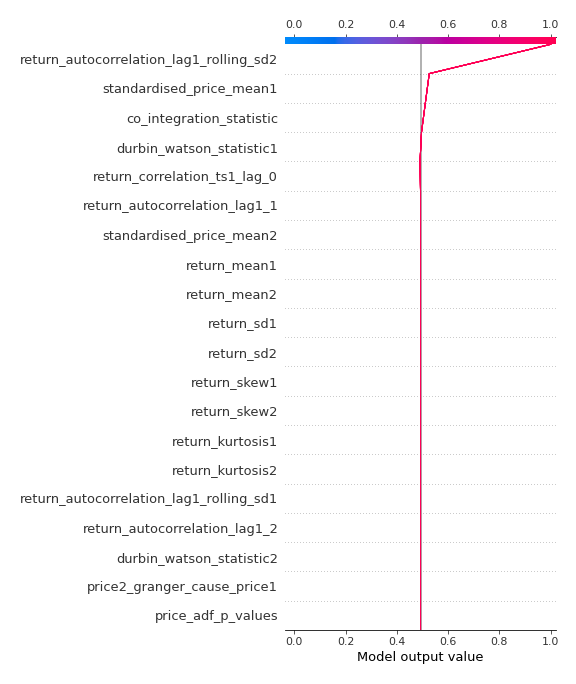 0.0 0.2 0.4 0.6 0.8 1.0
return_autocorrelation_lag1_rolling_sd2
standardised_price_mean1
co_integration_statistic
durbin_watson_statistic1
return_correlation_ts1_lag_0
return_autocorrelation_lag1_1
standardised_price_mean2
return_mean1
return_mean2
return_sd1
return_sd2
return_skew1
return_skew2
return_kurtosis1
return_kurtosis2
return_autocorrelation_lag1_rolling_sd1
return_autocorrelation_lag1_2
durbin_watson_statistic2
price2_granger_cause_price1
price_adf_p_values
0.0 0.2 0.4 0.6 0.8 1.0
Model output value